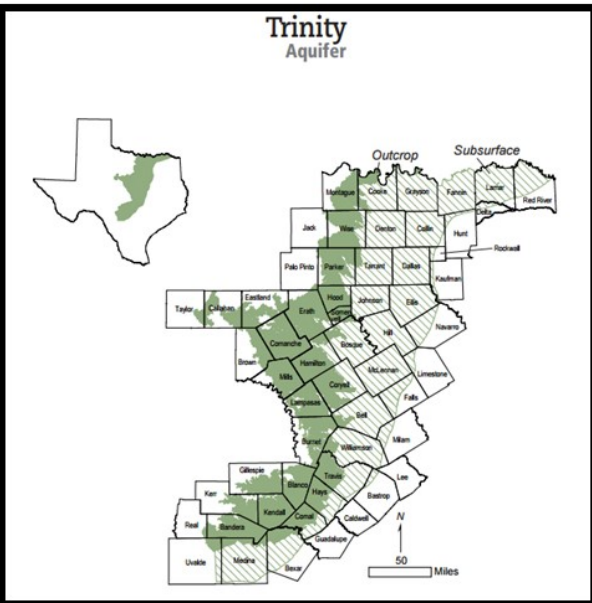 Trinity
Aquifer
Outcrop
Subsurface
Montague
Cooke
Grayson
Fannin
Lamar
Red River
Delta
Jack
Wise
Denton
Collin
Hunt
Rockwall
Palo Pinto
Parker
Tarrant
Dallas
Kaufman
Taylor
Callahan
Eastland
Erath
Hood
Somervell
Johnson
Ellis
Navarro
Comanche
Bosque
Hill
Brown
Hamilton
McLennan
Limestone
Mills
Coryell
Falls
Lampasas
Bell
Burnet
Milam
Williamson
Gillespie
Blanco
Travis
Lee
Kerr
Hays
Bastrop
Real
Bandera
Kendall
Comal
Caldwell
Guadalupe
Uvalde
Medina
Bexar
N
50
Miles